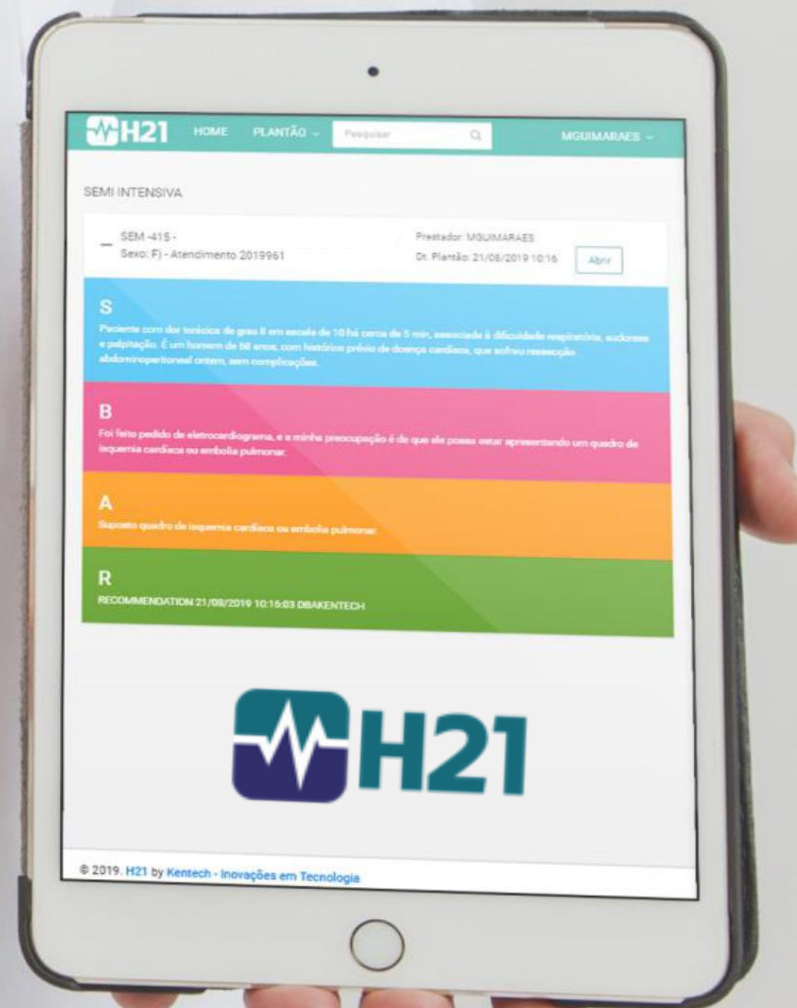 H21 HOME PLANTÃO Pesquisar MGUIMARAES
SEMI INTENSIVA
SEM -415 - Prestador: MGUIMARAES
Sexo: F) - Atendimento 2019961 Dt. Plantão: 21/08/2019 10:16 Abrir
S
Paciente com dor torácica de grau 8 em escala de 10 há cerca de 5 min, associada à dificuldade respiratória, sudorese
e palpitação. É um homem de 58 anos, com histórico prévio de doença cardíaca, que sofreu ressecção
abdominoperitoneal ontem, sem complicações.
B
Foi feito pedido de eletrocardiograma, e a minha preocupação é de que ele possa estar apresentando um quadro de
isquemia cardíaca ou embolia pulmonar.
A
Suposto quadro de isquemia cardíaca ou embolia pulmonar.
R
RECOMMENDATION 21/08/2019 10:16:03 DBAKENTECH
H21
© 2019. H21 by Kentech - Inovações em Tecnologia